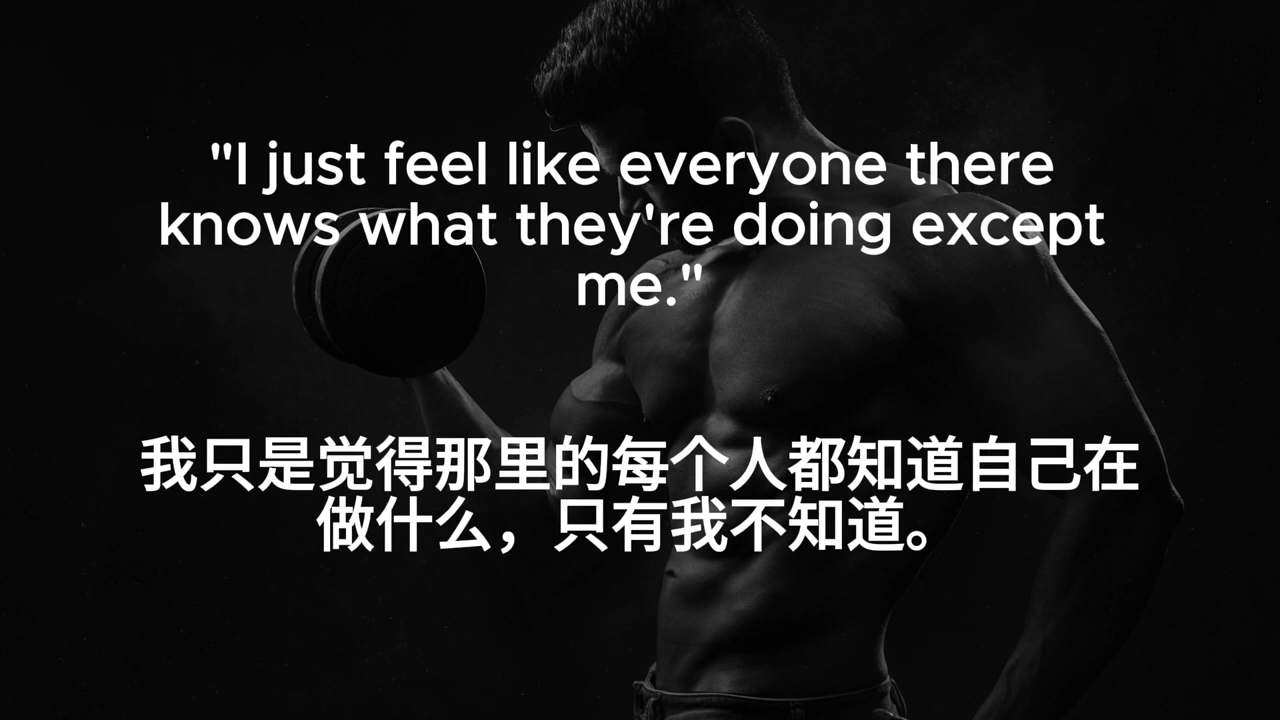 "I just feel like everyone there
knows what they're doing except
me."
我只是觉得那里的每个人都知道自己在
做什么，只有我不知道。